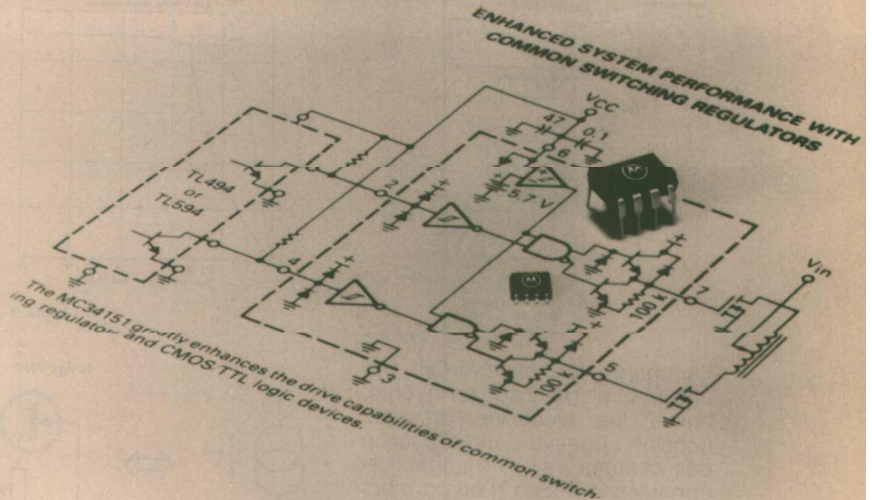 ENHANCED SYSTEM PERFORMANCE WITH
COMMON SWITCHING REGULATORS
VCC
47
0.1
6
5.7 V
TL494
or
TL594
2
4
7
Vin
100 k
100 k
5
3
The MC34151 greatly enhances the drive capabilities of common switch-
ing regulator and CMOS TTL logic devices.